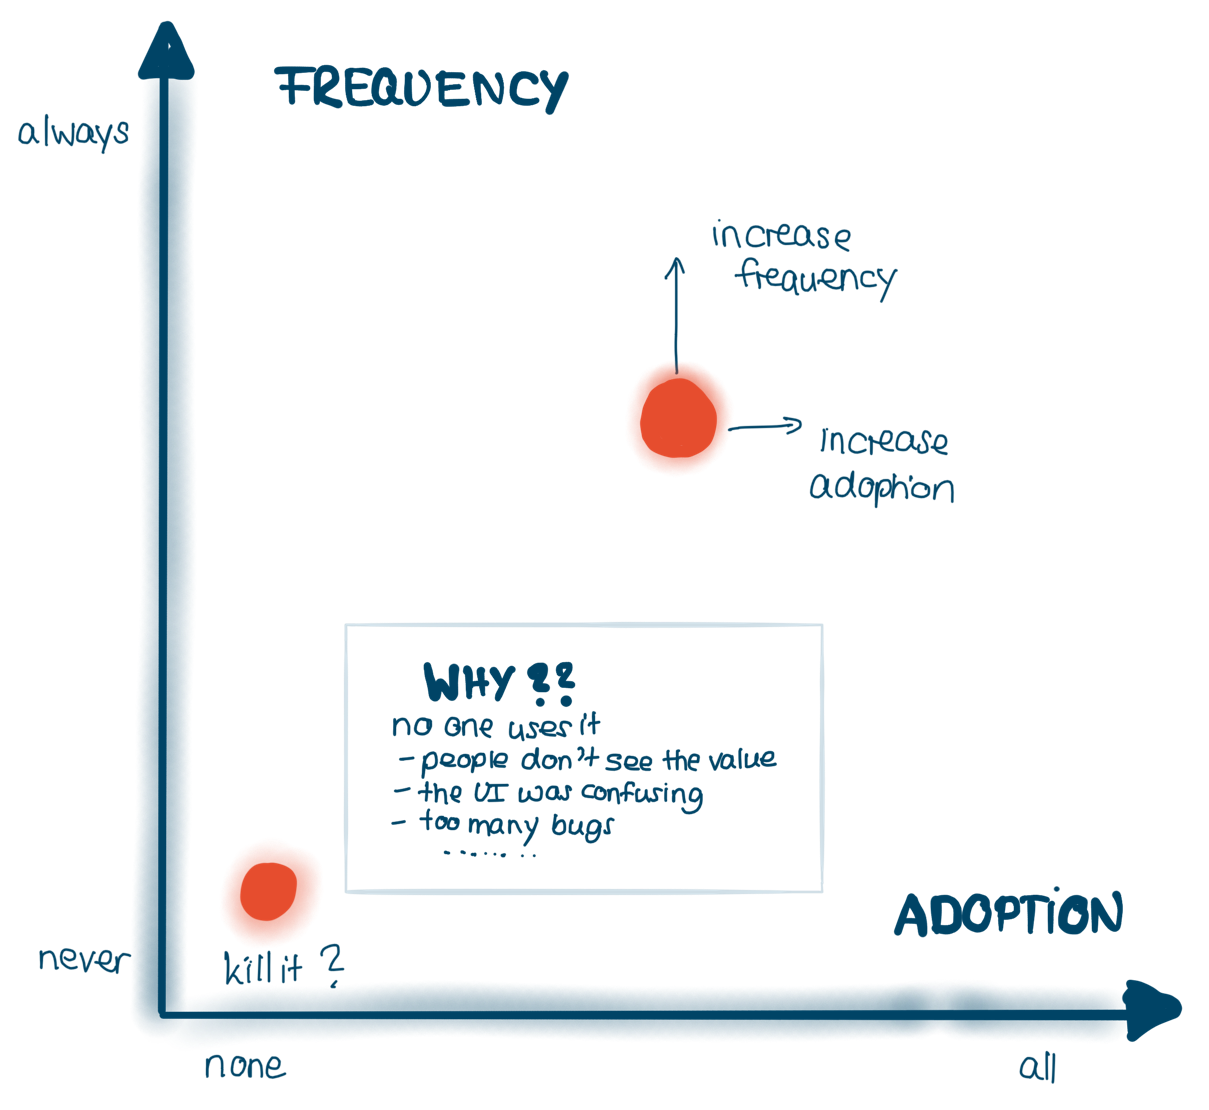 FREQUENCY
always
increase
frequency
increase
adoption
WHY ??
no one uses it
- people don't see the value
- the UI was confusing
- too many bugs
........
ADOPTION
never
kill it ?
none
all